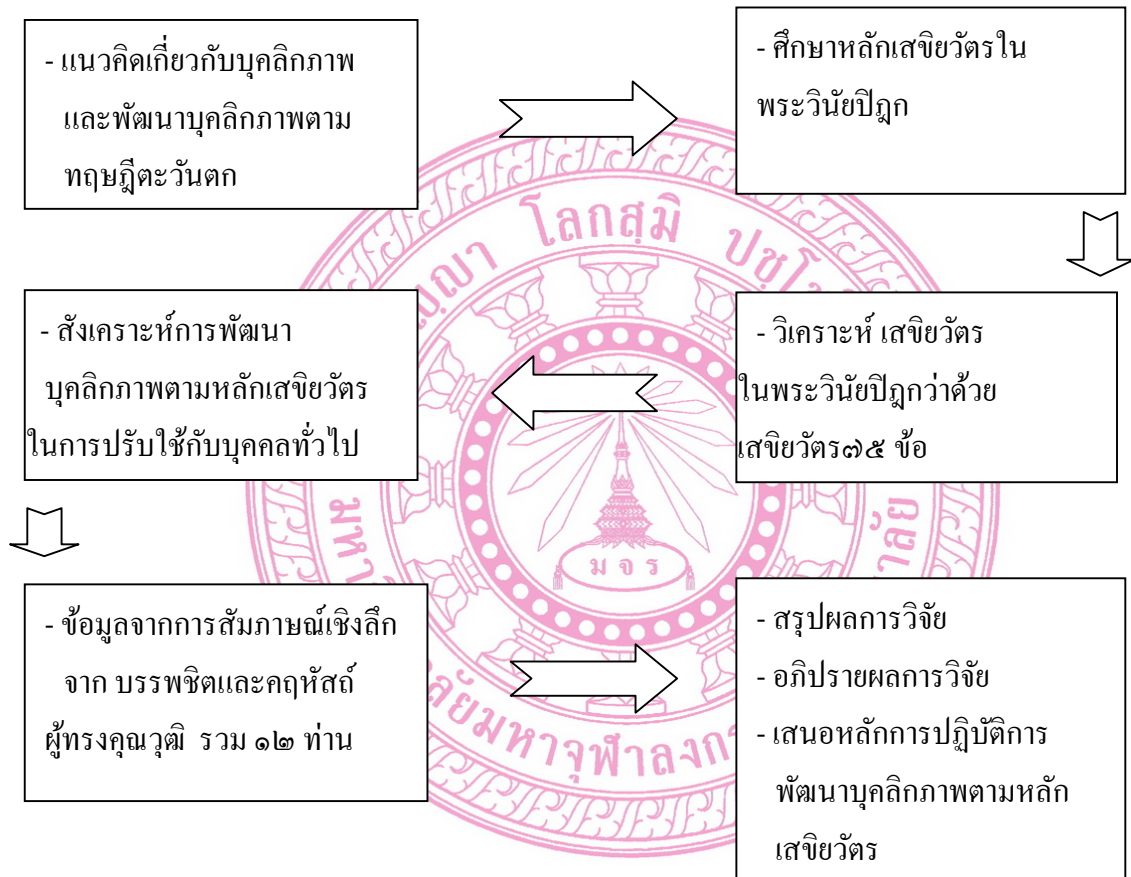 - แนวคิดเกี่ยวกับบุคลิกภาพ
และพัฒนาบุคลิกภาพตาม
ทฤษฎีตะวันตก
- ศึกษาหลักเสขิยวัตรใน
พระวินัยปิฎก
- วิเคราะห์ เสขิยวัตร
ในพระวินัยปิฎกว่าด้วย
เสขิยวัตร๗๕ ข้อ
- สังเคราะห์การพัฒนา
บุคลิกภาพตามหลักเสขิยวัตร
ในการปรับใช้กับบุคคลทั่วไป
- ข้อมูลจากการสัมภาษณ์เชิงลึก
จาก บรรพชิตและคฤหัสถ์
ผู้ทรงคุณวุฒิ รวม ๑๒ ท่าน
- สรุปผลการวิจัย
- อภิปรายผลการวิจัย
- เสนอหลักการปฏิบัติการ
พัฒนาบุคลิกภาพตามหลัก
เสขิยวัตร
โลกสฺมิ
ม จ ร